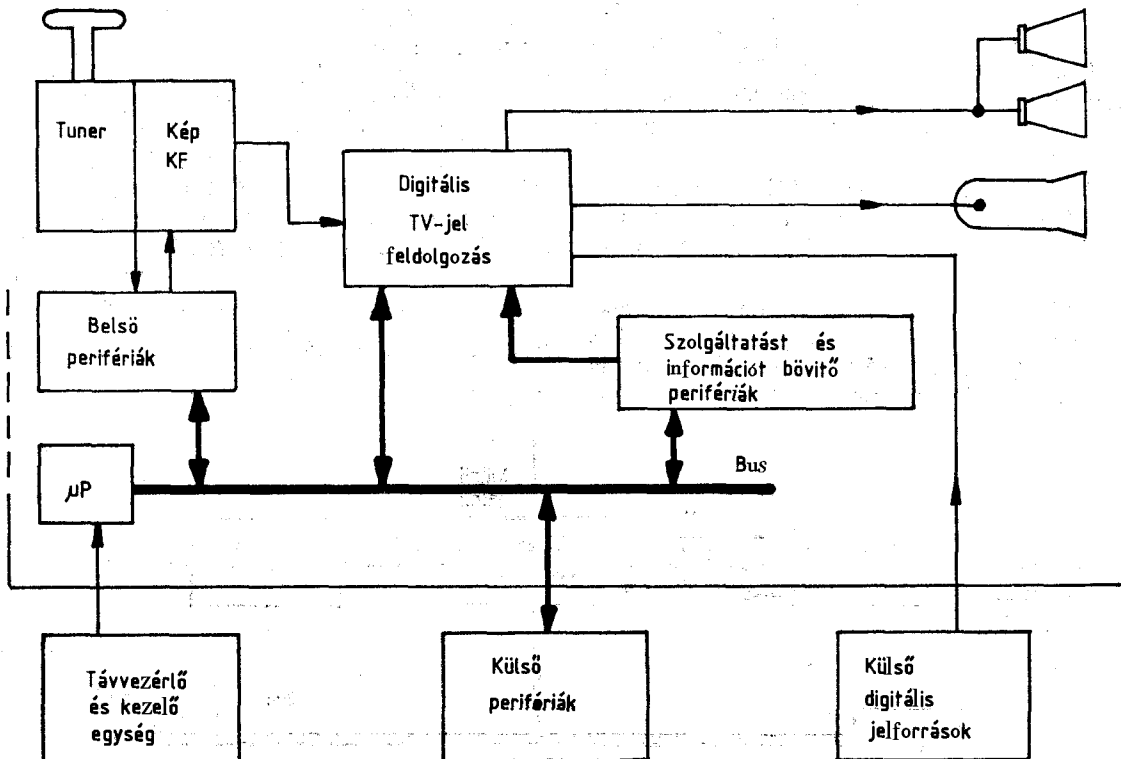 Tuner
Kép
KF
Digitális
TV-jel
feldolgozás
Belsö
perifériák
Szolgáltatást és
információt bövitő
perifériák
µP
Bus
Távvezérlő
és kezelő
egység
Külső
perifériák
Külső
digitális
jelforrások